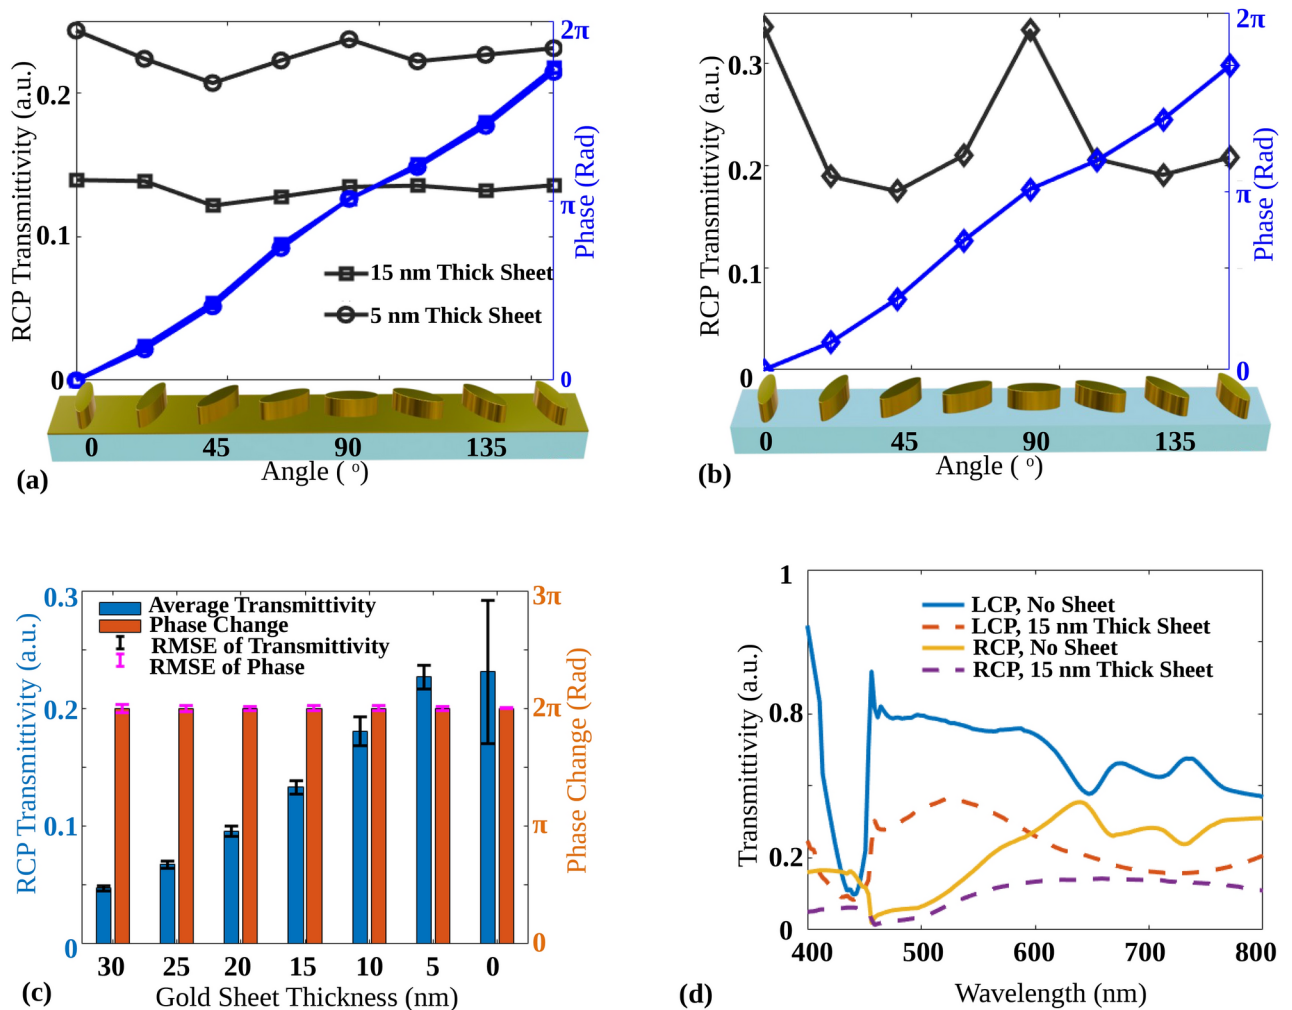 RCP Transmittivity (a.u.)
0.2
0.1
0
2π
π
0
Phase (Rad)
15 nm Thick Sheet
5 nm Thick Sheet
0 45 90 135
Angle ( º)
(a)
RCP Transmittivity (a.u.)
0.3
0.2
0.1
0
2π
π
0
Phase (Rad)
0 45 90 135
Angle ( º)
(b)
RCP Transmittivity (a.u.)
0.3
0.2
0.1
0
3π
2π
π
0
Phase Change (Rad)
Average Transmittivity
Phase Change
RMSE of Transmittivity
RMSE of Phase
30 25 20 15 10 5 0
Gold Sheet Thickness (nm)
(c)
Transmittivity (a.u.)
1
0.8
0.2
0
LCP, No Sheet
LCP, 15 nm Thick Sheet
RCP, No Sheet
RCP, 15 nm Thick Sheet
400 500 600 700 800
Wavelength (nm)
(d)